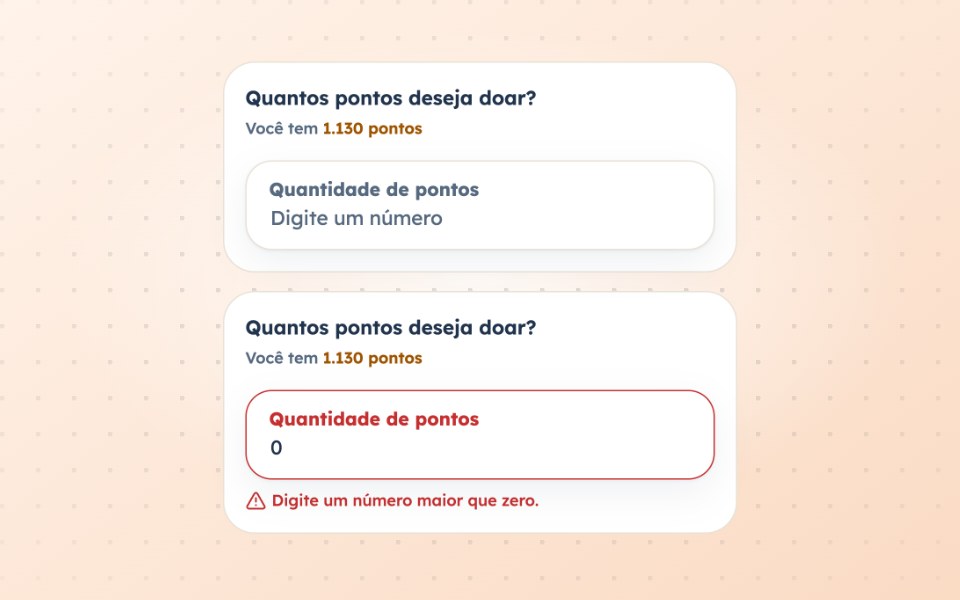 Quantos pontos deseja doar?
Você tem 1.130 pontos
Quantidade de pontos
Digite um número
Quantos pontos deseja doar?
Você tem 1.130 pontos
Quantidade de pontos
0
Digite um número maior que zero.